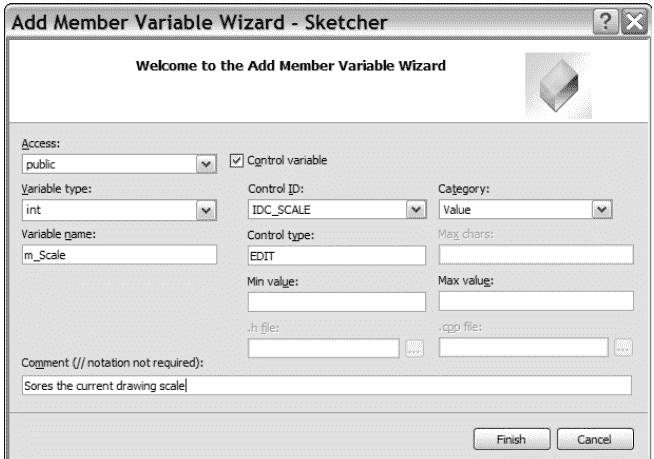 Add Member Variable Wizard - Sketcher
Welcome to the Add Member Variable Wizard
Access:
public
Control variable
Variable type:
Control ID:
Category:
int
IDC_SCALE
Value
Variable name:
Control type:
Max chars:
m_Scale
EDIT
Min value:
Max value:
.h file:
.cpp file:
...
...
Comment (// notation not required):
Sores the current drawing scale
Finish
Cancel